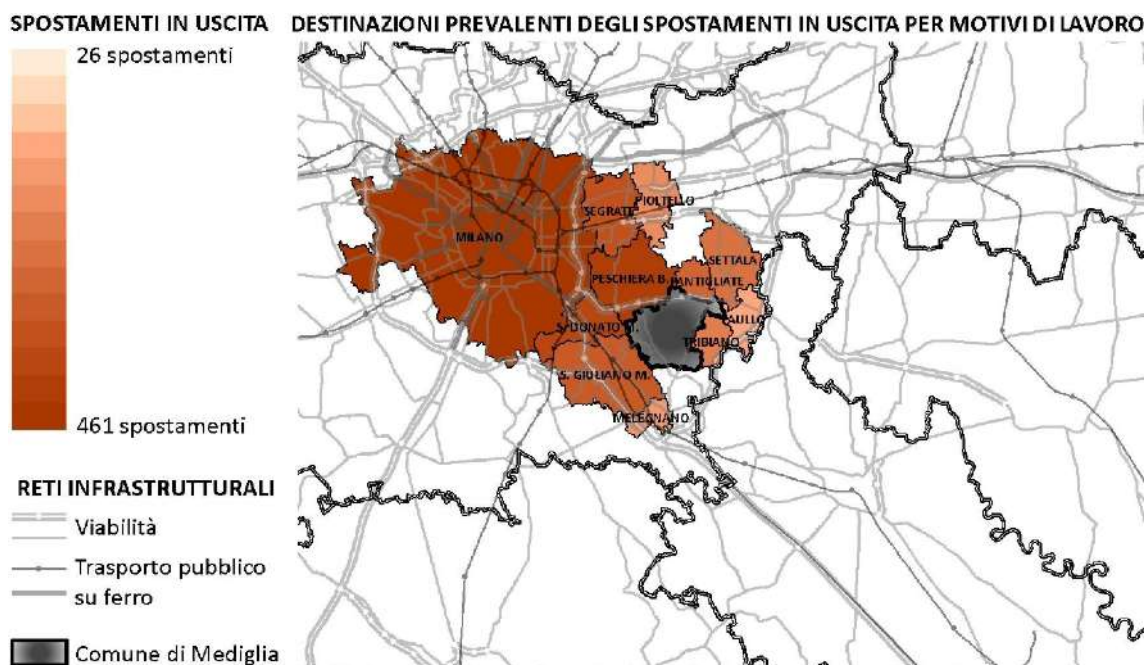 SPOSTAMENTI IN USCITA
DESTINAZIONI PREVALENTI DEGLI SPOSTAMENTI IN USCITA PER MOTIVI DI LAVORO
26 spostamenti
461 spostamenti
PIOLTELLO
SEGRATE
MILANO
SETTALA
PESCHIERA B.
PANTIGLIATE
AULLO
S. DONATO M.
TRIBIANO
S. GIULIANO M.
MELEGNANO
RETI INFRASTRUTTURALI
Viabilità
Trasporto pubblico
su ferro
Comune di Mediglia